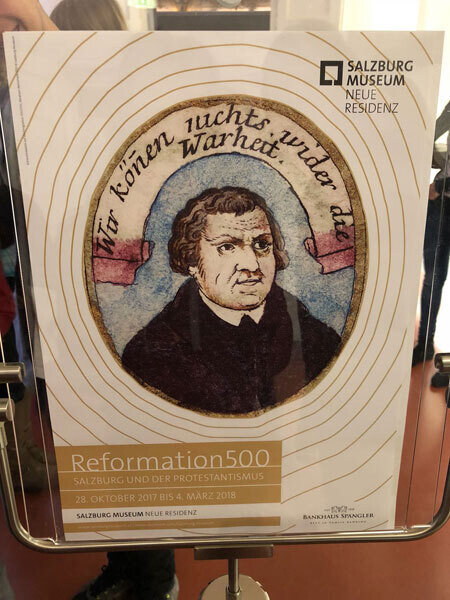 SALZBURG
MUSEUM
NEUE
RESIDENZ
Wir können nichts wider die
Warheit.
Reformation500
SALZBURG UND DER PROTESTANTISMUS
28. OKTOBER 2017 BIS 4. MÄRZ 2018
SALZBURG MUSEUM NEUE RESIDENZ
BANKHAUS SPÄNGLER